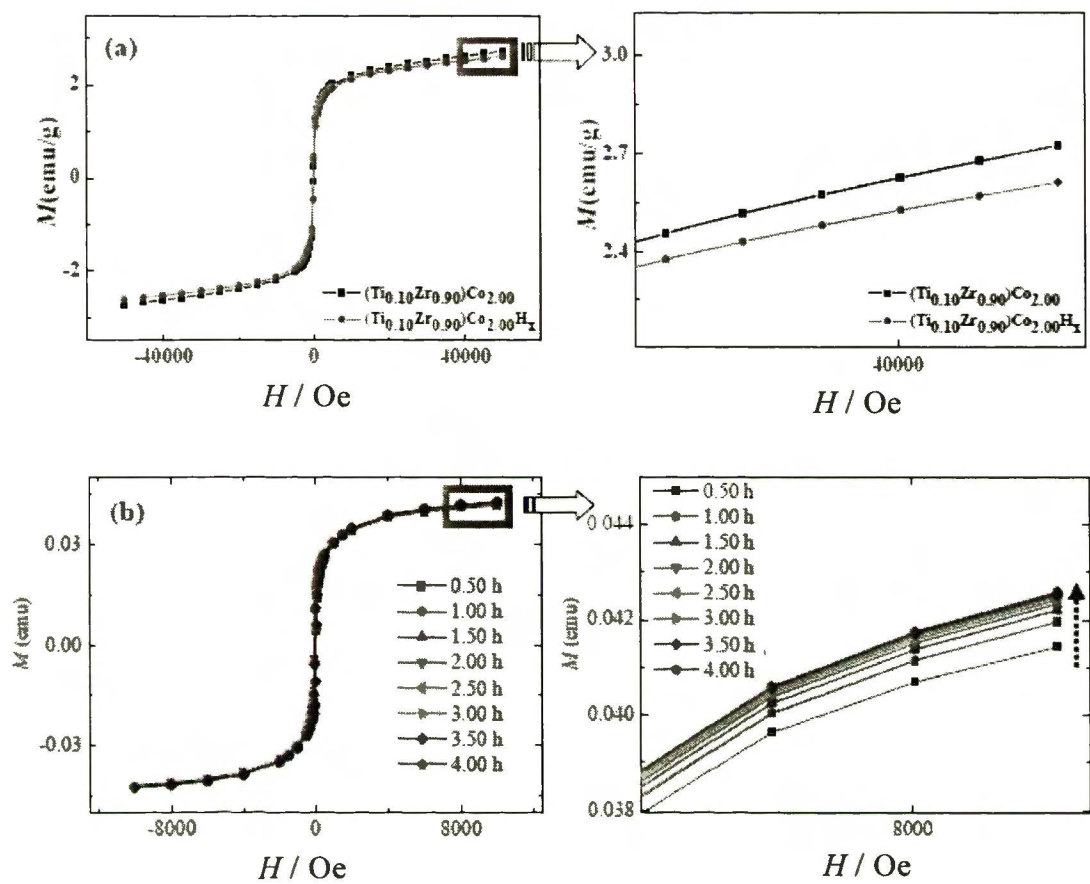 (a)
M(emu/g)
2
0
-2
-40000
0
40000
H / Oe
(Ti0.10Zr0.90)Co2.00
(Ti0.10Zr0.90)Co2.00Hx
M(emu/g)
3.0
2.7
2.4
(Ti0.10Zr0.90)Co2.00
(Ti0.10Zr0.90)Co2.00Hx
40000
H / Oe
(b)
M (emu)
0.03
0.00
-0.03
0.50 h
1.00 h
1.50 h
2.00 h
2.50 h
3.00 h
3.50 h
4.00 h
-8000
0
8000
H / Oe
0.50 h
1.00 h
1.50 h
2.00 h
2.50 h
3.00 h
3.50 h
4.00 h
M (emu)
0.044
0.042
0.040
0.038
8000
H / Oe